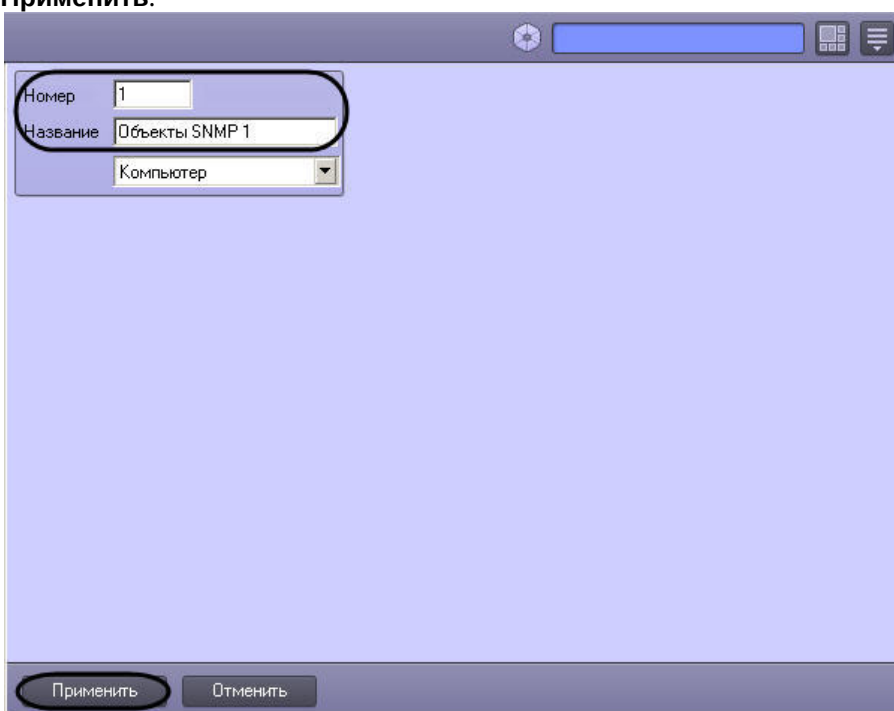 Применить.
Номер 1
Название Объекты SNMP 1
Компьютер
Применить Отменить